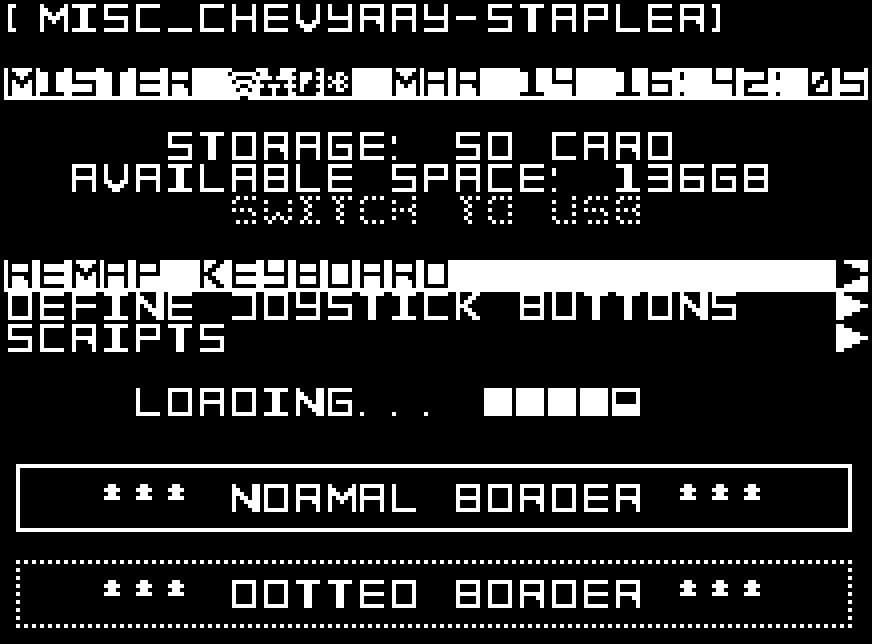 [ MISC_CHEVYRAY-STAPLER]
MISTER MAR 14 16:42:05
STORAGE: SD CARD
AVAILABLE SPACE: 136GB
SWITCH TO USB
REMAP KEYBOARD
DEFINE JOYSTICK BUTTONS
SCRIPTS
LOADING...
*** NORMAL BORDER ***
*** DOTTED BORDER ***